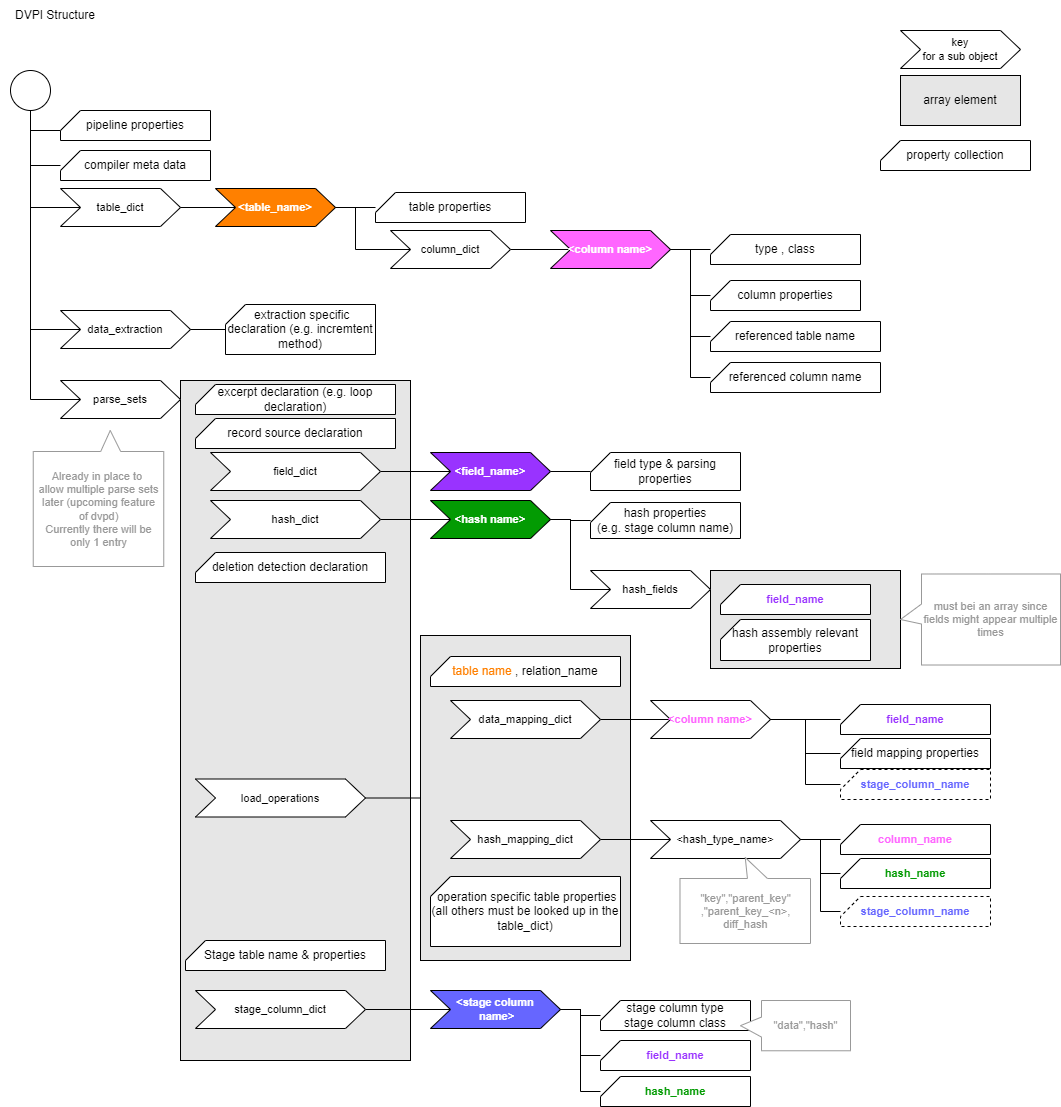 DVPI Structure
key
for a sub object
array element
property collection
pipeline properties
compiler meta data
table_dict
<table_name>
table properties
column_dict
<column name>
type , class
column properties
referenced table name
referenced column name
data_extraction
extraction specific
declaration (e.g. incremtent
method)
parse_sets
excerpt declaration (e.g. loop
declaration)
record source declaration
Already in place to
allow multiple parse sets
later (upcoming feature
of dvpd)
Currently there will be
only 1 entry
field_dict
<field_name>
field type & parsing
properties
hash_dict
<hash name>
hash properties
(e.g. stage column name)
deletion detection declaration
hash_fields
field_name
hash assembly relevant
properties
must bei an array since
fields might appear multiple
times
table name , relation_name
data_mapping_dict
<column name>
field_name
field mapping properties
stage_column_name
load_operations
hash_mapping_dict
<hash_type_name>
column_name
hash_name
stage_column_name
"key","parent_key"
,"parent_key_<n>,
diff_hash
operation specific table properties
(all others must be looked up in the
table_dict)
Stage table name & properties
stage_column_dict
<stage column
name>
stage column type
stage column class
"data","hash"
field_name
hash_name